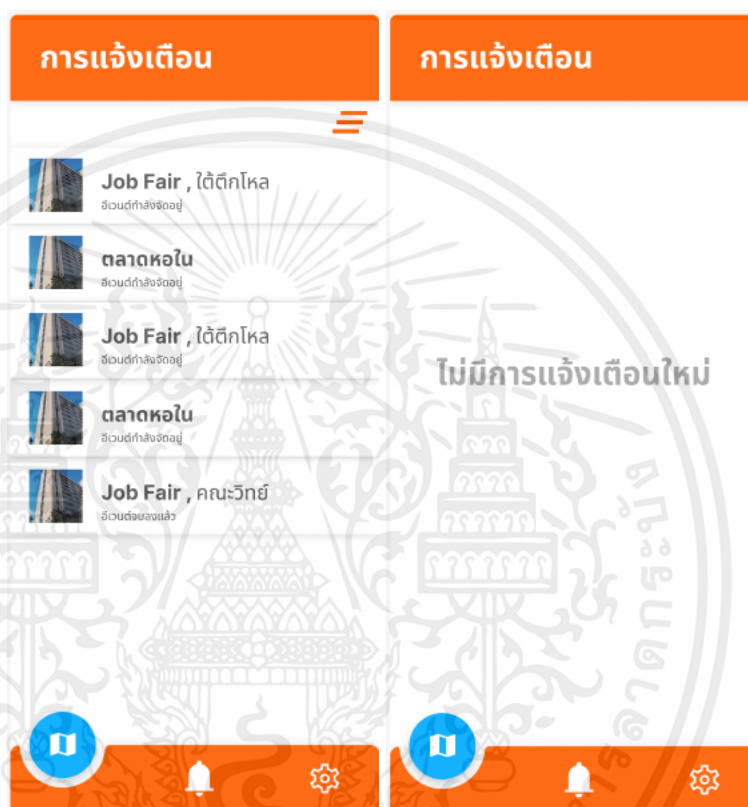 การแจ้งเตือน
Job Fair , ใต้ตึกโหล
อีเวนต์กำลังจัดอยู่
ตลาดหอใน
อีเวนต์กำลังจัดอยู่
Job Fair , ใต้ตึกโหล
อีเวนต์กำลังจัดอยู่
ตลาดหอใน
อีเวนต์กำลังจัดอยู่
Job Fair , คณะวิทย์
อีเวนต์จบลงแล้ว
การแจ้งเตือน
ไม่มีการแจ้งเตือนใหม่